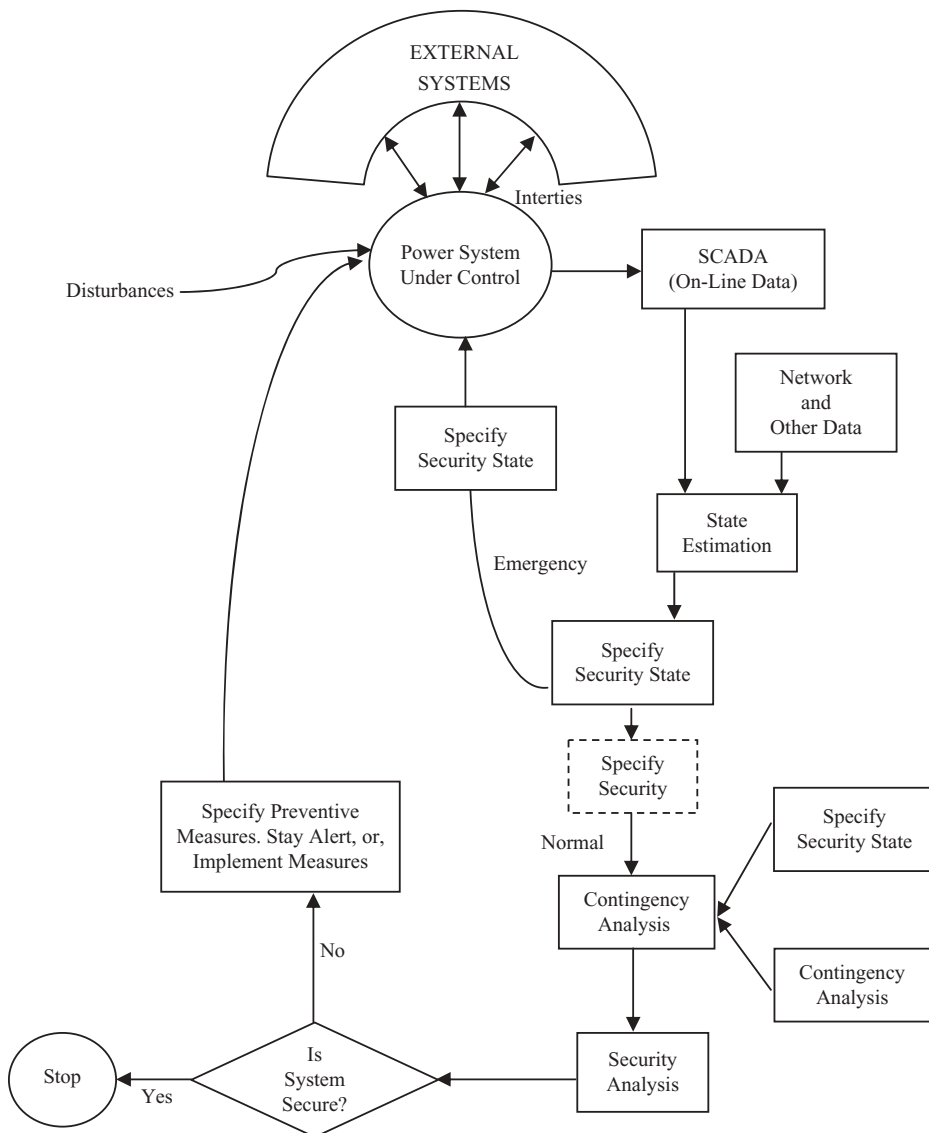 EXTERNAL
SYSTEMS
Interties
Power System
Under Control
SCADA
(On-Line Data)
Disturbances
Network
and
Other Data
Specify
Security State
State
Estimation
Emergency
Specify
Security State
Specify
Security
Specify Preventive
Measures. Stay Alert, or,
Implement Measures
Specify
Security State
Normal
Contingency
Analysis
No
Contingency
Analysis
Is
System
Secure?
Security
Analysis
Stop
Yes